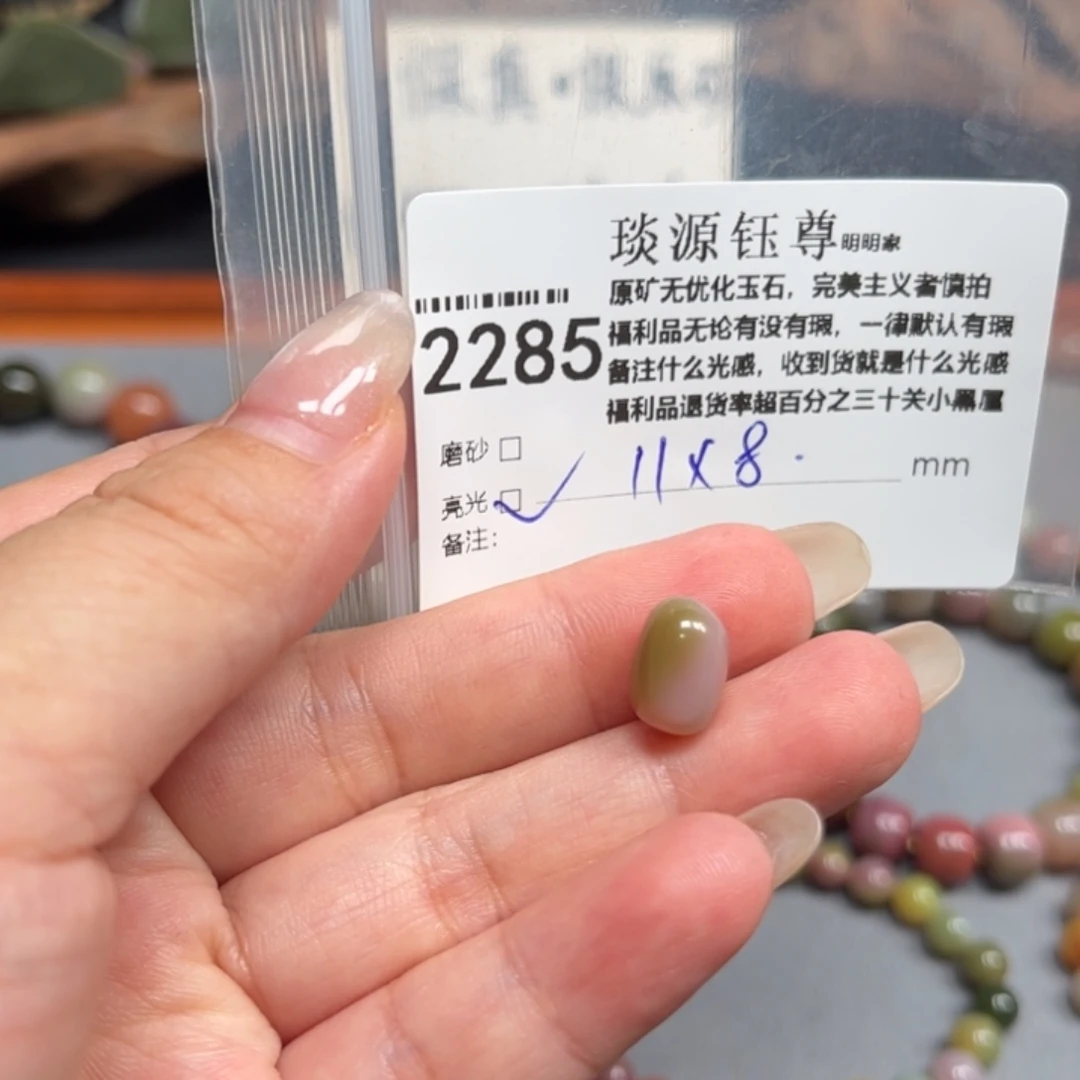 琰源钰尊明明家
原矿无优化玉石，完美主义者慎拍
2285
福利品无论有没有瑕，一律默认有瑕
备注什么光感，收到货就是什么光感
福利品退货率超百分之三十关小黑屋
磨砂 □
亮光 □ ✓ 11×8. mm
备注：